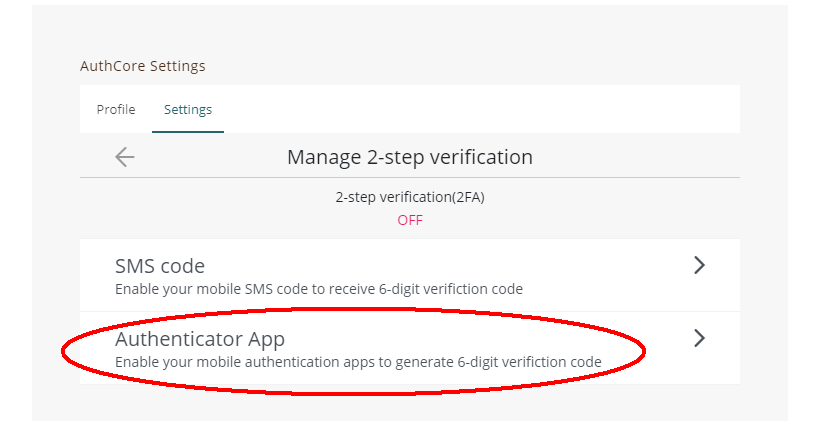 AuthCore Settings
Profile Settings
Manage 2-step verification
2-step verification(2FA)
OFF
SMS code
Enable your mobile SMS code to receive 6-digit verifiction code
Authenticator App
Enable your mobile authentication apps to generate 6-digit verifiction code